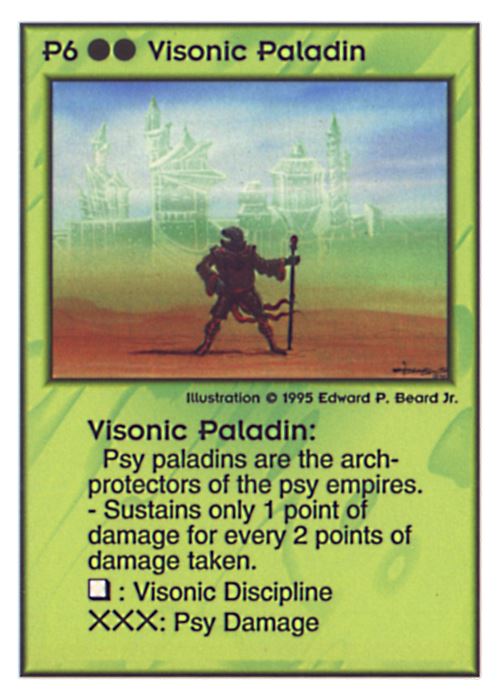 P6 ●● Visonic Paladin
Illustration © 1995 Edward P. Beard Jr.
Visonic Paladin:
Psy paladins are the arch-
protectors of the psy empires.
- Sustains only 1 point of
damage for every 2 points of
damage taken.
❑ : Visonic Discipline
XXX: Psy Damage